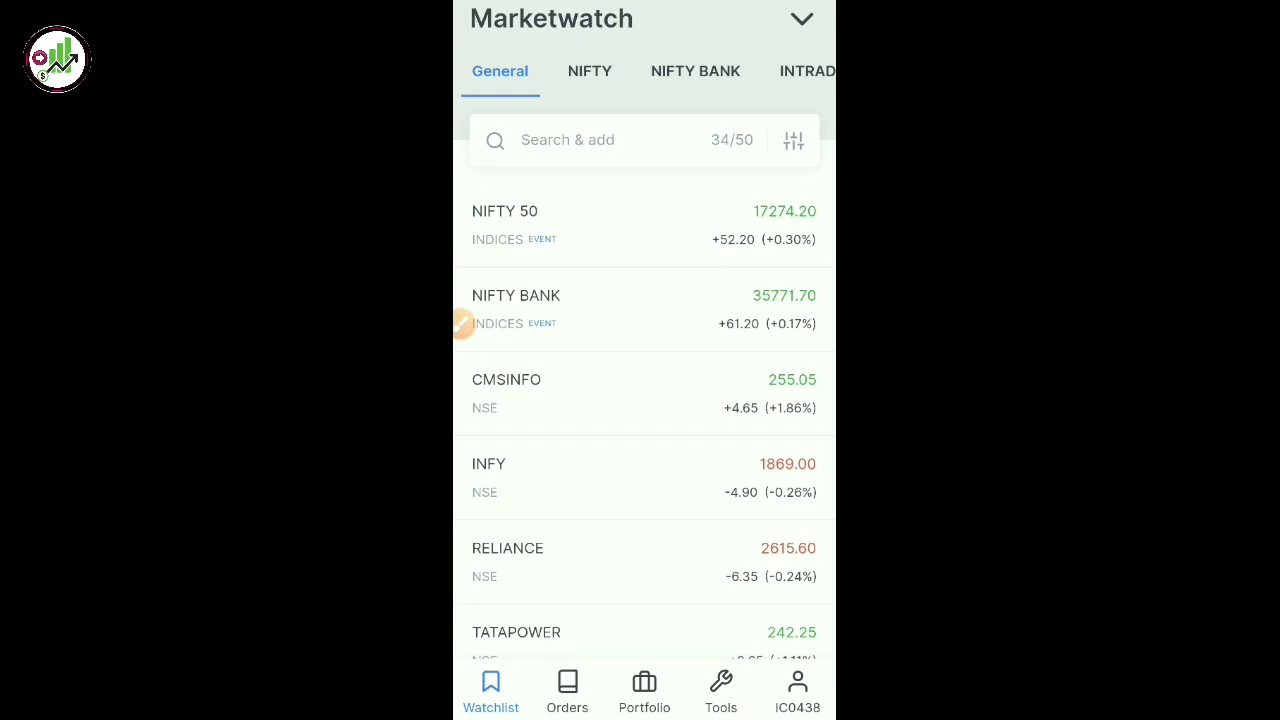 Marketwatch
General NIFTY NIFTY BANK INTRAD
Search & add 34/50
NIFTY 50 17274.20
INDICES EVENT +52.20 (+0.30%)
NIFTY BANK 35771.70
INDICES EVENT +61.20 (+0.17%)
CMSINFO 255.05
NSE +4.65 (+1.86%)
INFY 1869.00
NSE -4.90 (-0.26%)
RELIANCE 2615.60
NSE -6.35 (-0.24%)
TATAPOWER 242.25
Watchlist Orders Portfolio Tools IC0438